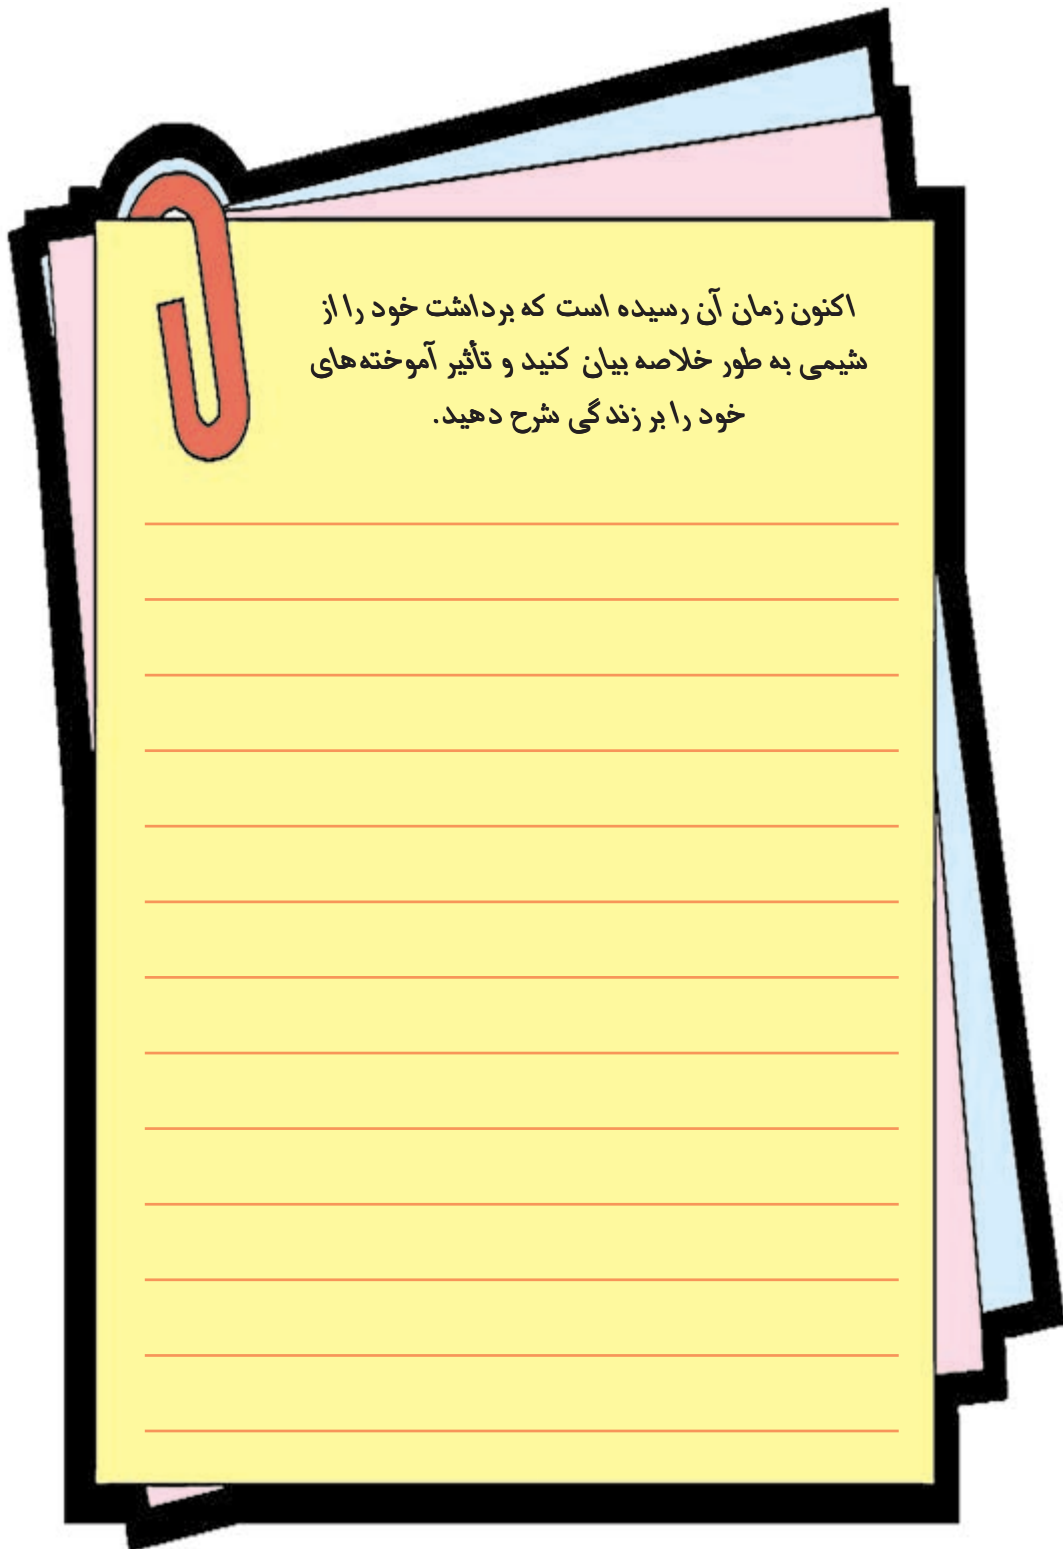 اکنون زمان آن رسیده است که برداشت خود را از
شیمی به طور خلاصه بیان کنید و تأثیر آموخته‌های
خود را بر زندگی شرح دهید.